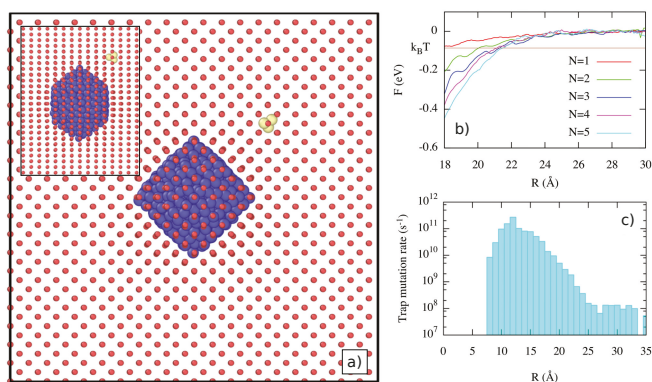 a)
F (eV)
0
k_BT
-0.2
-0.4
-0.6
N=1
N=2
N=3
N=4
N=5
b)
18 20 22 24 26 28 30
R (Å)
Trap mutation rate (s⁻¹)
10¹²
10¹¹
10¹⁰
10⁹
10⁸
10⁷
c)
0 5 10 15 20 25 30 35
R (Å)